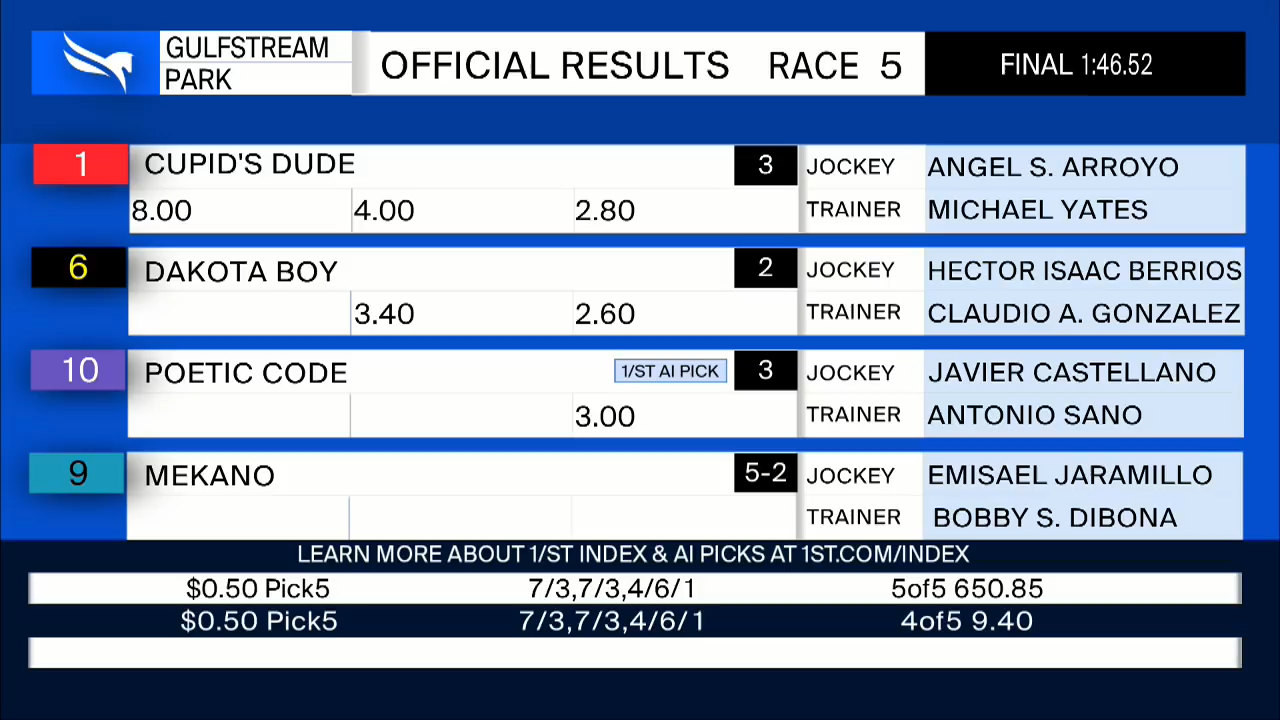 GULFSTREAM
PARK
OFFICIAL RESULTS RACE 5
FINAL 1:46.52
1 CUPID'S DUDE 3 JOCKEY ANGEL S. ARROYO
8.00 4.00 2.80 TRAINER MICHAEL YATES
6 DAKOTA BOY 2 JOCKEY HECTOR ISAAC BERRIOS
3.40 2.60 TRAINER CLAUDIO A. GONZALEZ
10 POETIC CODE 1/ST AI PICK 3 JOCKEY JAVIER CASTELLANO
3.00 TRAINER ANTONIO SANO
9 MEKANO 5-2 JOCKEY EMISAEL JARAMILLO
TRAINER BOBBY S. DIBONA
LEARN MORE ABOUT 1/ST INDEX & AI PICKS AT 1ST.COM/INDEX
$0.50 Pick5 7/3,7/3,4/6/1 5of5 650.85
$0.50 Pick5 7/3,7/3,4/6/1 4of5 9.40